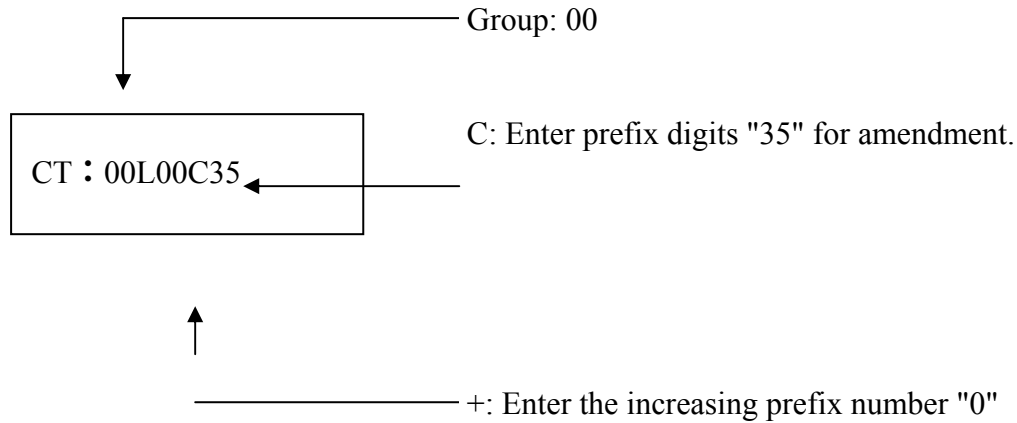 Group: 00
C: Enter prefix digits "35" for amendment.
CT：00L00C35
+: Enter the increasing prefix number "0"